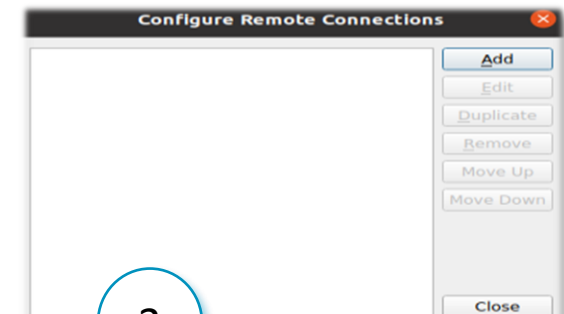 Configure Remote Connections
Add
Edit
Duplicate
Remove
Move Up
Move Down
Close